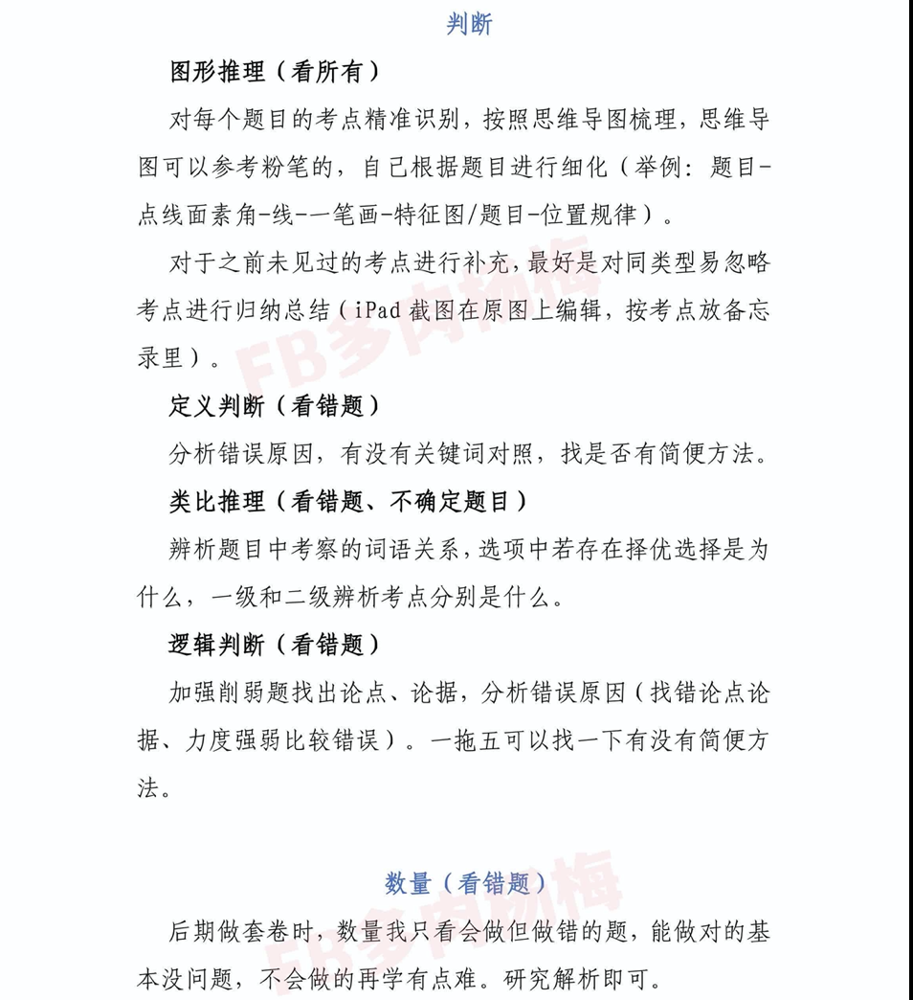 判断
图形推理（看所有）
对每个题目的考点精准识别，按照思维导图梳理，思维导
图可以参考粉笔的，自己根据题目进行细化（举例：题目-
点线面素角-线-一笔画-特征图/题目-位置规律）。
对于之前未见过的考点进行补充，最好是对同类型易忽略
考点进行归纳总结（iPad 截图在原图上编辑，按考点放备忘
录里）。
FB多肉杨梅
定义判断（看错题）
分析错误原因，有没有关键词对照，找是否有简便方法。
类比推理（看错题、不确定题目）
辨析题目中考察的词语关系，选项中若存在择优选择是为
什么，一级和二级辨析考点分别是什么。
逻辑判断（看错题）
加强削弱题找出论点、论据，分析错误原因（找错论点论
据、力度强弱比较错误）。一拖五可以找一下有没有简便方
法。
数量（看错题）
后期做套卷时，数量我只看会做但做错的题，能做对的基
本没问题，不会做的再学有点难。研究解析即可。
FB多肉杨梅